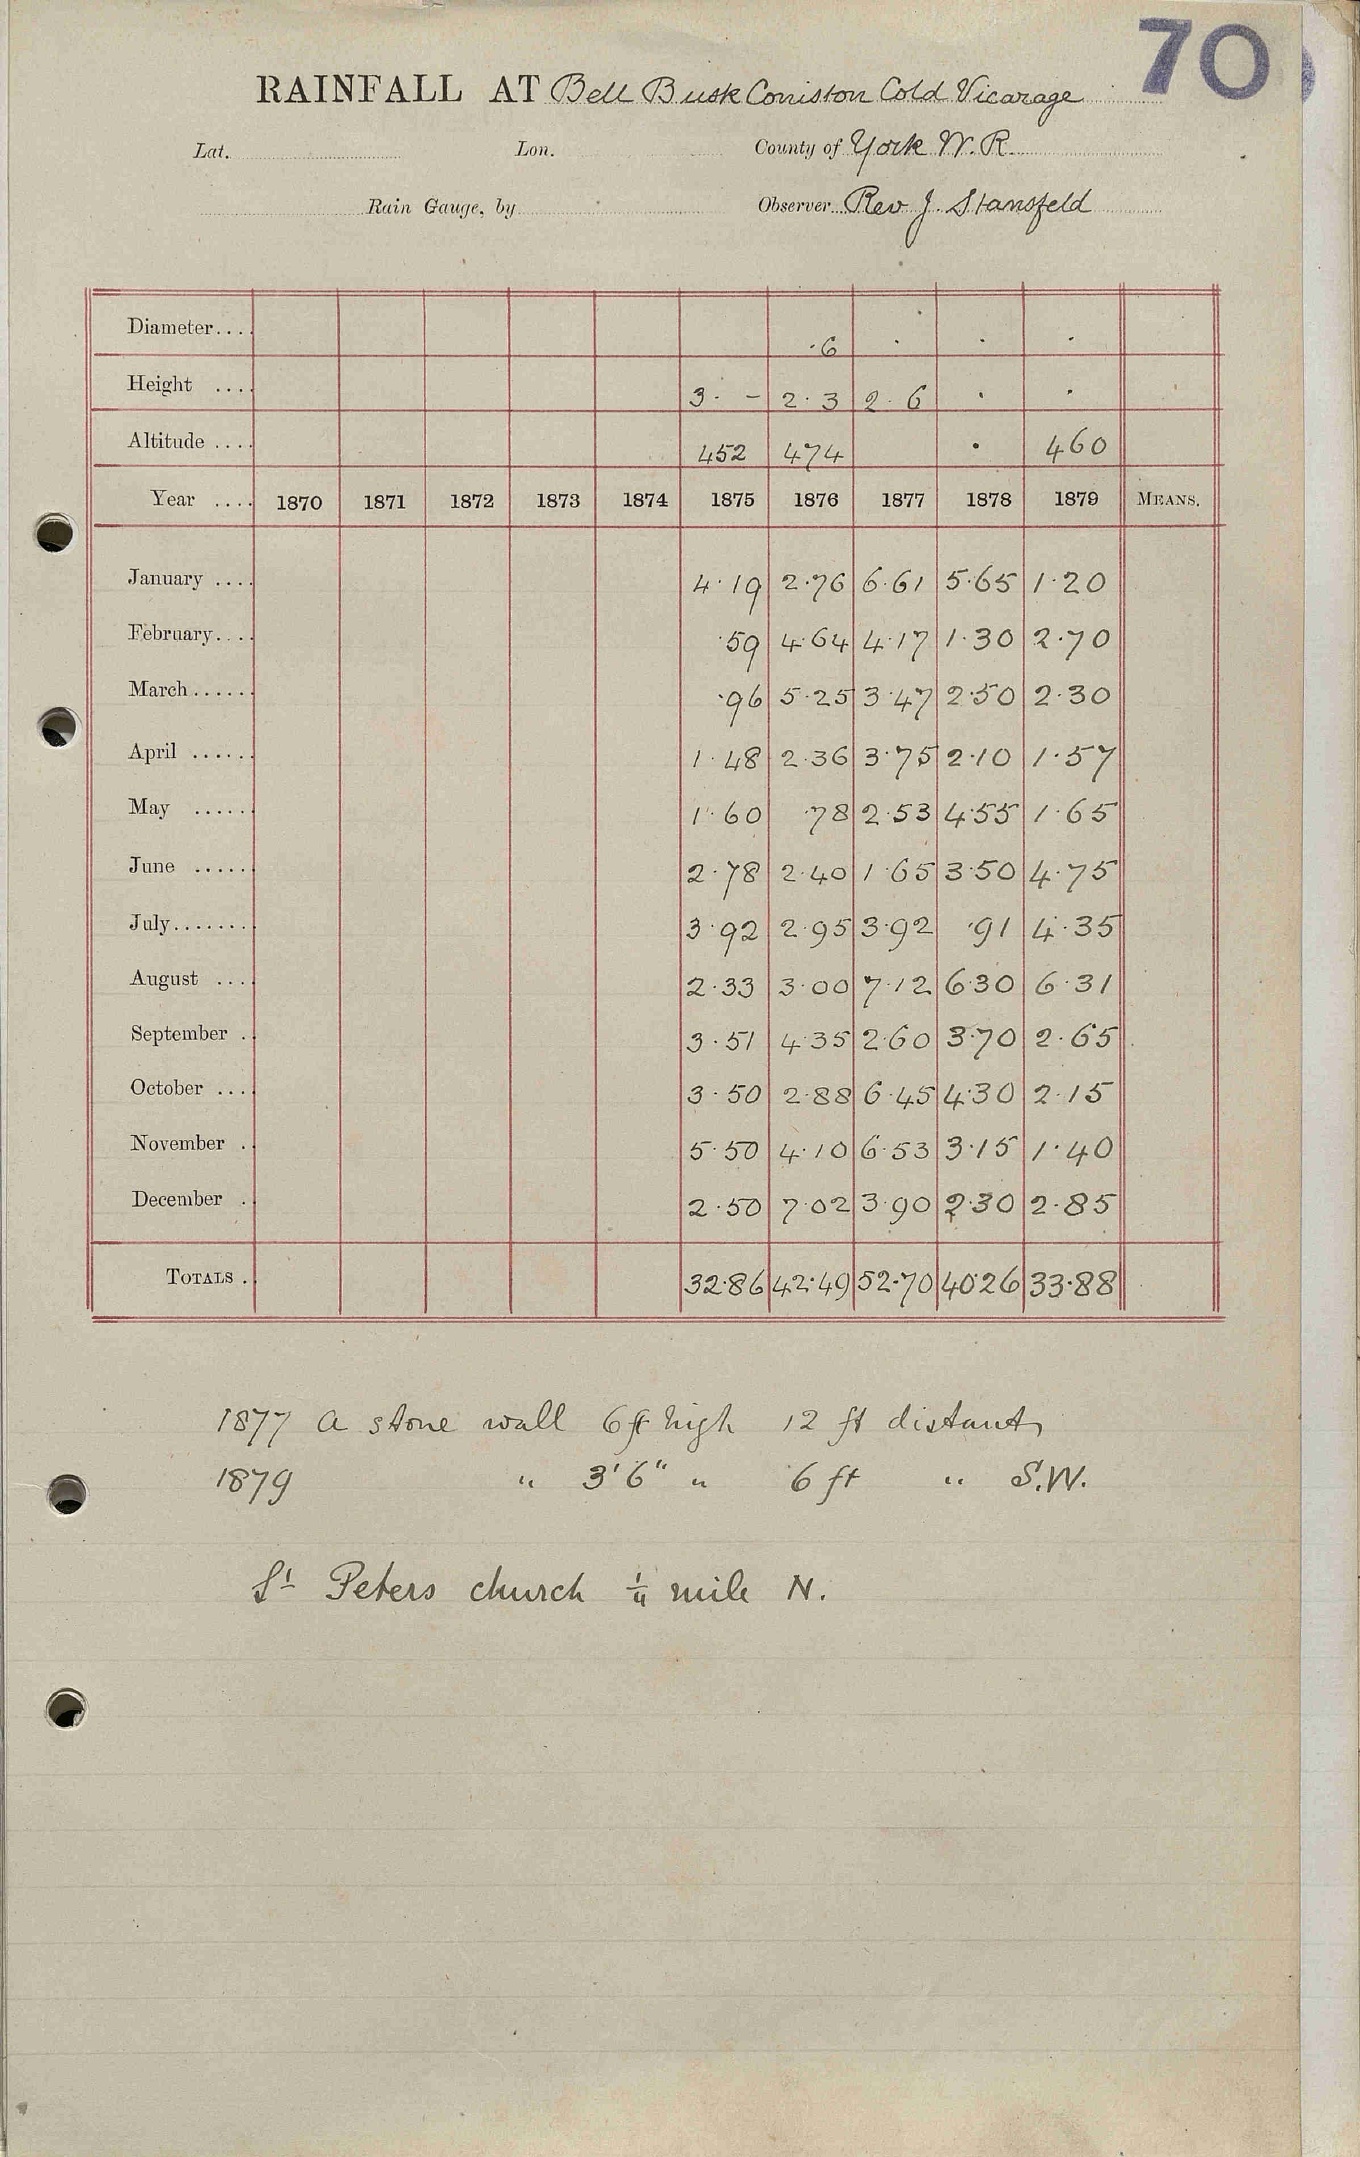 70
RAINFALL AT Bell Busk Coniston Cold Vicarage
Lat. Lon. County of York W. R.
Rain Gauge, by Observer Rev J. Stansfeld
Diameter.... ·6 · · ·
Height .... 3· – 2·3 2·6 · ·
Altitude .... 452 474 · 460
Year .... 1870 1871 1872 1873 1874 1875 1876 1877 1878 1879 MEANS.
January .... 4·19 2·76 6·61 5·65 1·20
February.... ·59 4·64 4·17 1·30 2·70
March...... ·96 5·25 3·47 2·50 2·30
April ...... 1·48 2·36 3·75 2·10 1·57
May ...... 1·60 ·78 2·53 4·55 1·65
June ...... 2·78 2·40 1·65 3·50 4·75
July........ 3·92 2·95 3·92 ·91 4·35
August .... 2·33 3·00 7·12 6·30 6·31
September . 3·51 4·35 2·60 3·70 2·65
October .... 3·50 2·88 6·45 4·30 2·15
November . 5·50 4·10 6·53 3·15 1·40
December . 2·50 7·02 3·90 2·30 2·85
TOTALS . 32·86 42·49 52·70 40·26 33·88
1877 a stone wall 6ft high 12 ft distant
1879 " 3'6" " 6 ft " S.W.
St Peters church ¼ mile N.